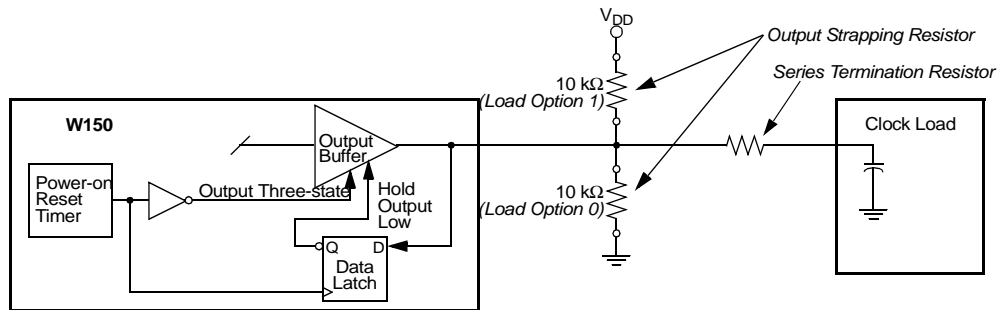 V_DD
Output Strapping Resistor
Series Termination Resistor
10 kΩ
(Load Option 1)
W150
Output
Buffer
Clock Load
Power-on
Reset
Timer
Output Three-state
Hold
Output
Low
10 kΩ
(Load Option 0)
Q
D
Data
Latch